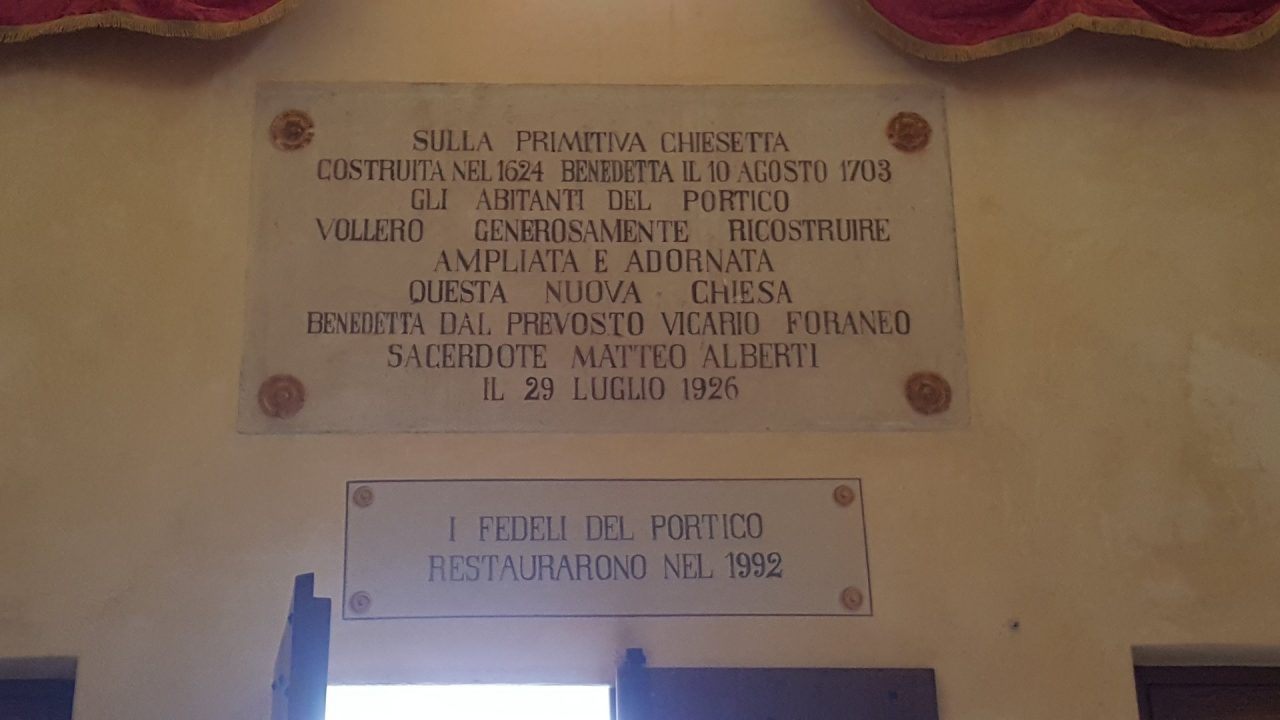 SULLA PRIMITIVA CHIESETTA
COSTRUITA NEL 1624 BENEDETTA IL 10 AGOSTO 1703
GLI ABITANTI DEL PORTICO
VOLLERO GENEROSAMENTE RICOSTRUIRE
AMPLIATA E ADORNATA
QUESTA NUOVA CHIESA
BENEDETTA DAL PREVOSTO VICARIO FORANEO
SACERDOTE MATTEO ALBERTI
IL 29 LUGLIO 1926
I FEDELI DEL PORTICO
RESTAURARONO NEL 1992